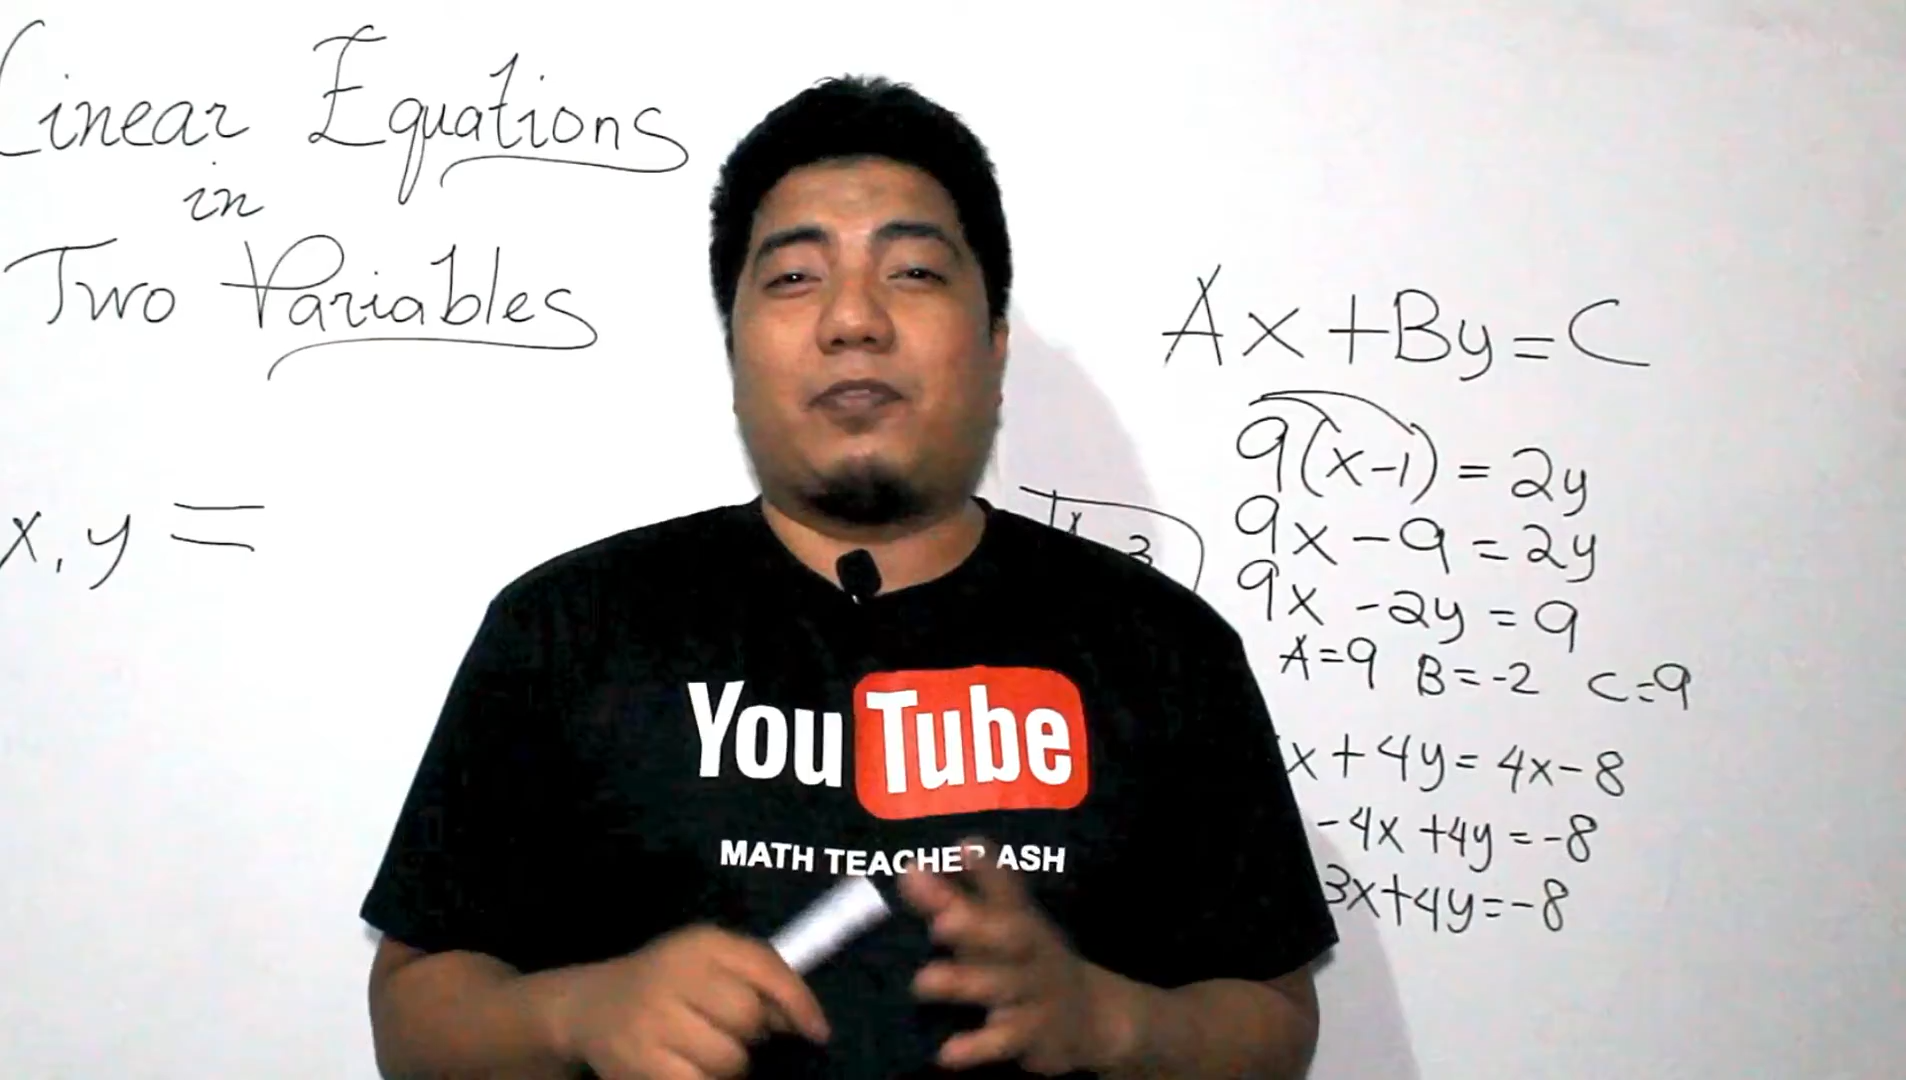 Linear Equations
in
Two Variables
x, y =
Ax + By = C
9(x-1) = 2y
9x - 9 = 2y
9x - 2y = 9
A=9 B=-2 C=9
x + 4y = 4x - 8
-4x + 4y = -8
3x + 4y = -8
3
YouTube
MATH TEACHER ASH